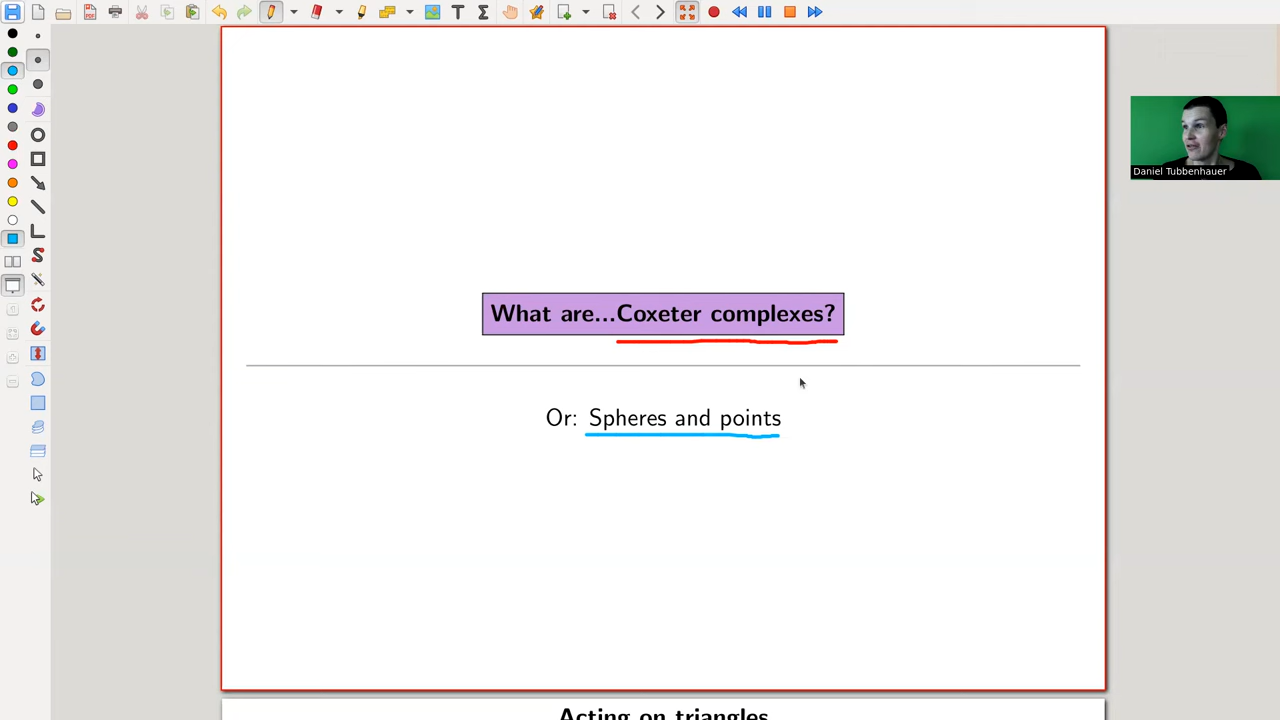 What are...Coxeter complexes?
Daniel Tubbenhauer
Or: Spheres and points
Acting on triangles